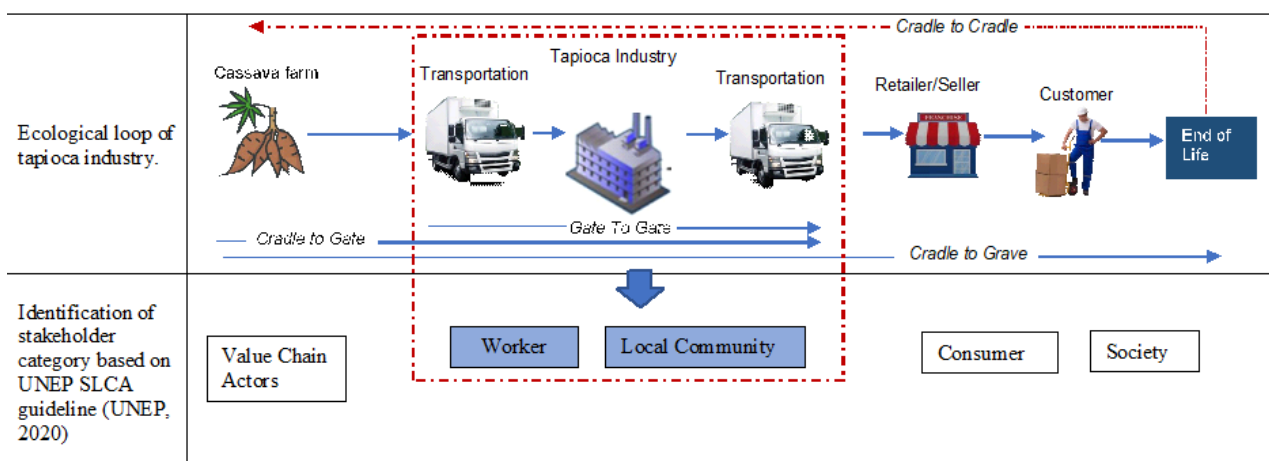 Cradle to Cradle
Cassava farm
Transportation
Tapioca Industry
Transportation
Retailer/Seller
Customer
FRANCHISE
Ecological loop of
tapioca industry.
End of
Life
Gate To Gate
Cradle to Gate
Cradle to Grave
Identification of
stakeholder
category based on
UNEP SLCA
guideline (UNEP,
2020)
Value Chain
Actors
Worker
Local Community
Consumer
Society